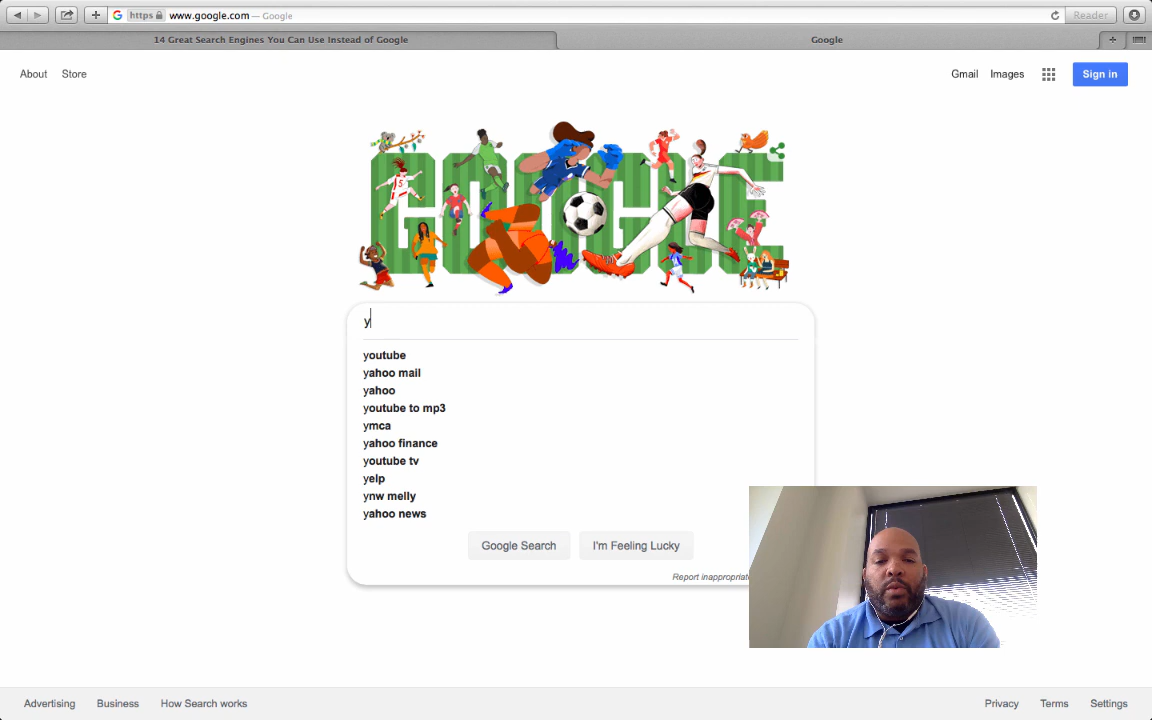 https www.google.com — Google Reader
14 Great Search Engines You Can Use Instead of Google Google
About Store Gmail Images Sign in
GOOGLE
y
youtube
yahoo mail
yahoo
youtube to mp3
ymca
yahoo finance
youtube tv
yelp
ynw melly
yahoo news
Google Search I'm Feeling Lucky
Report inappropriate
Advertising Business How Search works Privacy Terms Settings